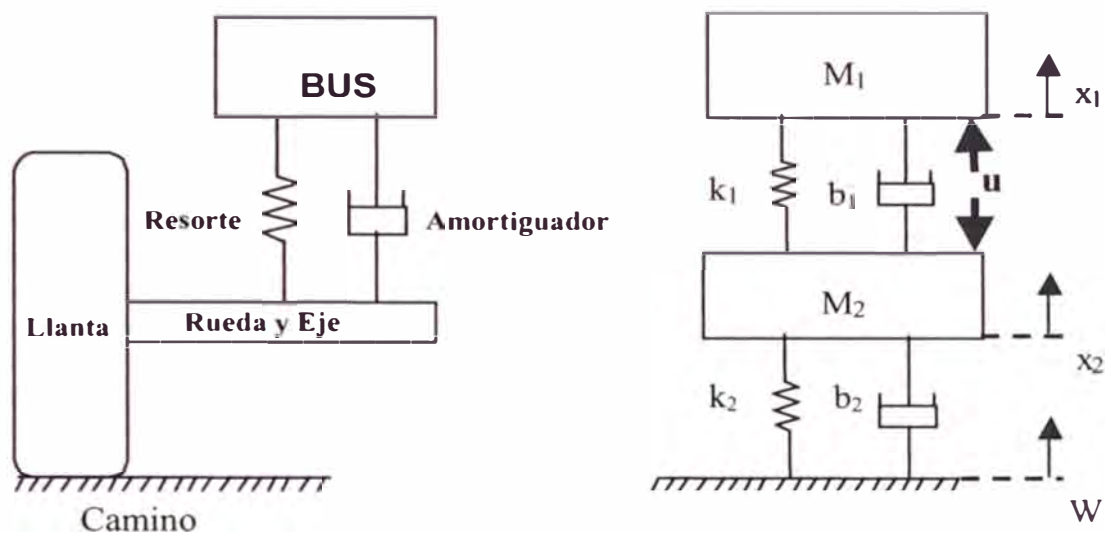 BUS
Resorte
Amortiguador
Llanta
Rueda y Eje
Camino
M₁
x₁
k₁
b₁
u
M₂
x₂
k₂
b₂
W